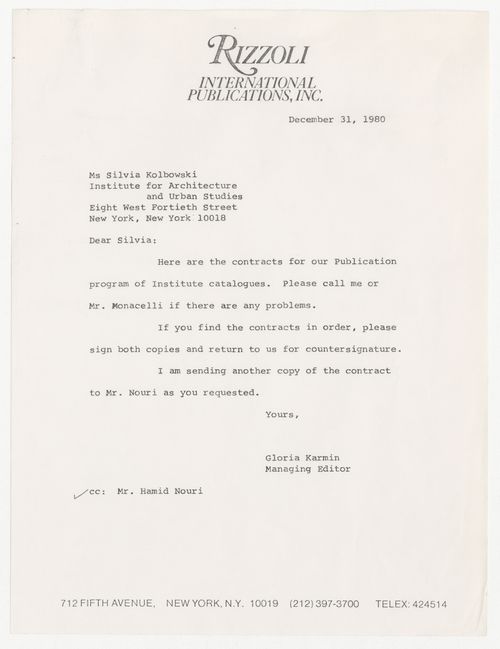 RIZZOLI
INTERNATIONAL
PUBLICATIONS, INC.
December 31, 1980
Ms Silvia Kolbowski
Institute for Architecture
and Urban Studies
Eight West Fortieth Street
New York, New York 10018
Dear Silvia:
Here are the contracts for our Publication
program of Institute catalogues. Please call me or
Mr. Monacelli if there are any problems.
If you find the contracts in order, please
sign both copies and return to us for countersignature.
I am sending another copy of the contract
to Mr. Nouri as you requested.
Yours,
Gloria Karmin
Managing Editor
cc: Mr. Hamid Nouri
712 FIFTH AVENUE, NEW YORK, N.Y. 10019 (212) 397-3700 TELEX: 424514